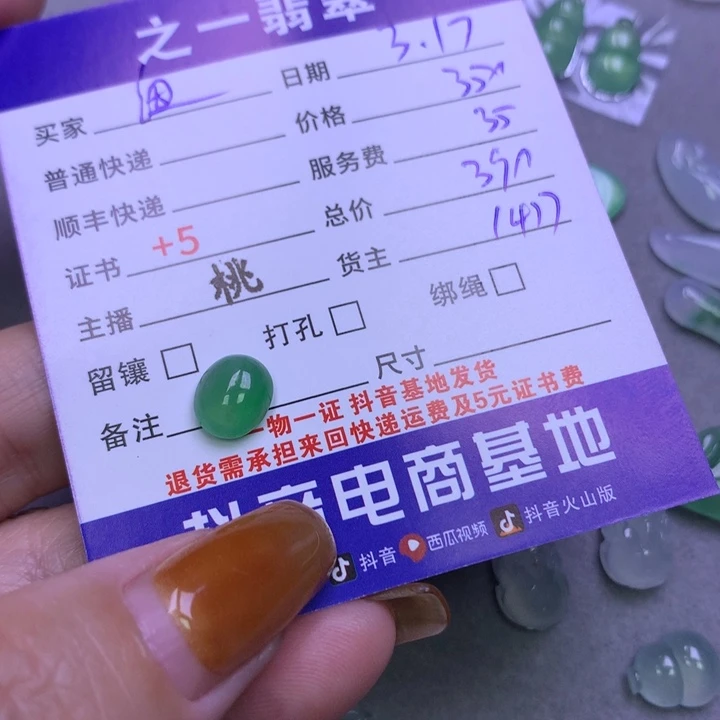 之一翡翠
买家 日期 3.17
普通快递 价格
顺丰快递 服务费 35
证书 +5 总价
主播 桃 货主
留镶 打孔 绑绳
备注 尺寸
一物一证 抖音基地发货
退货需承担来回快递运费及5元证书费
抖音电商基地
抖音 西瓜视频 抖音火山版